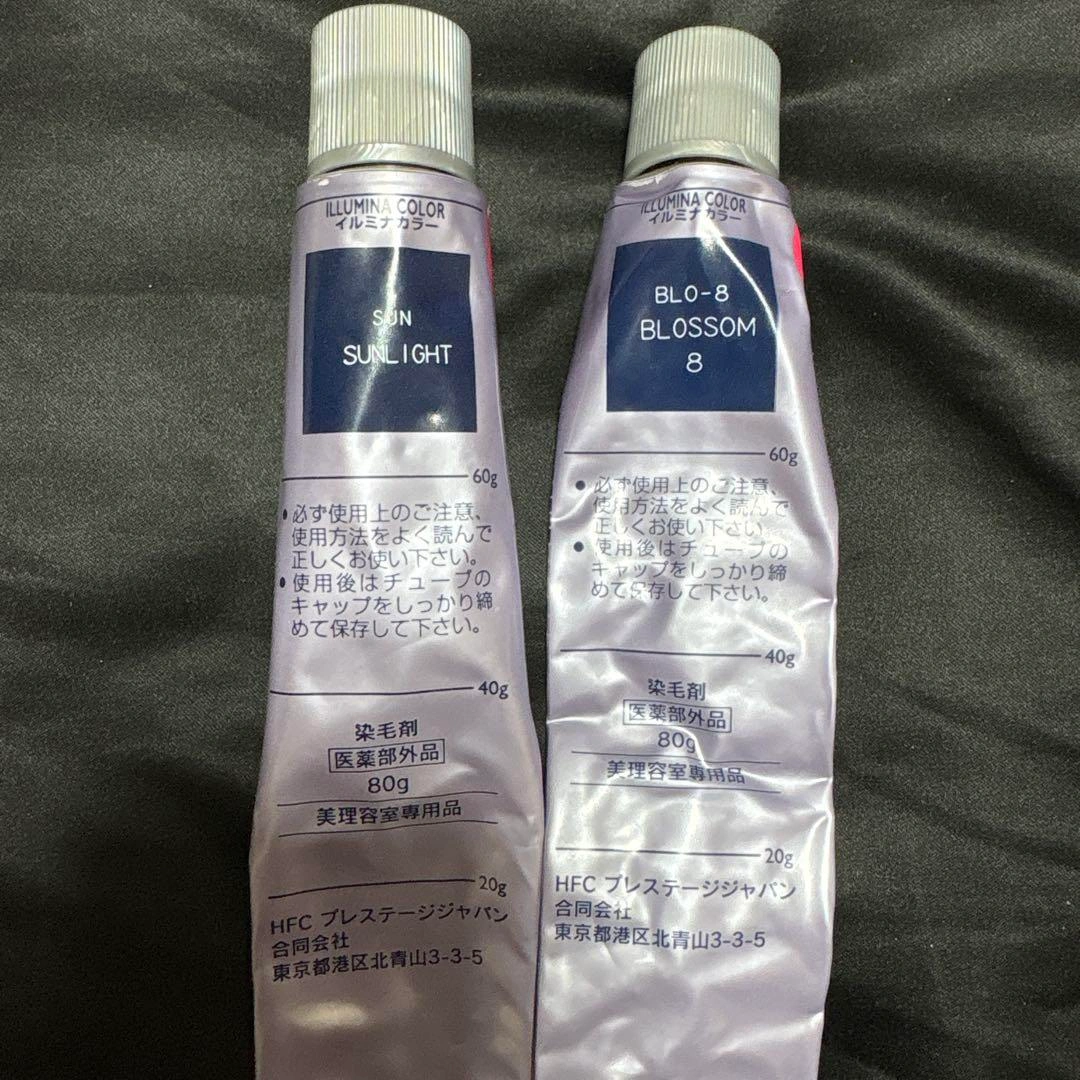 ILLUMINA COLOR
イルミナカラー
SUN
SUNLIGHT
60g
• 必ず使用上のご注意、
使用方法をよく読んで
正しくお使い下さい。
• 使用後はチューブの
キャップをしっかり締
めて保存して下さい。
40g
染毛剤
医薬部外品
80g
美理容室専用品
20g
HFC プレステージジャパン
合同会社
東京都港区北青山3-3-5
ILLUMINA COLOR
イルミナカラー
BLO-8
BLOSSOM
8
60g
• 必ず使用上のご注意、
使用方法をよく読んで
正しくお使い下さい
• 使用後はチューブの
キャップをしっかり締
めて保存して下さい。
40g
染毛剤
医薬部外品
80g
美理容室専用品
20g
HFC プレステージジャパン
合同会社
東京都港区北青山3-3-5